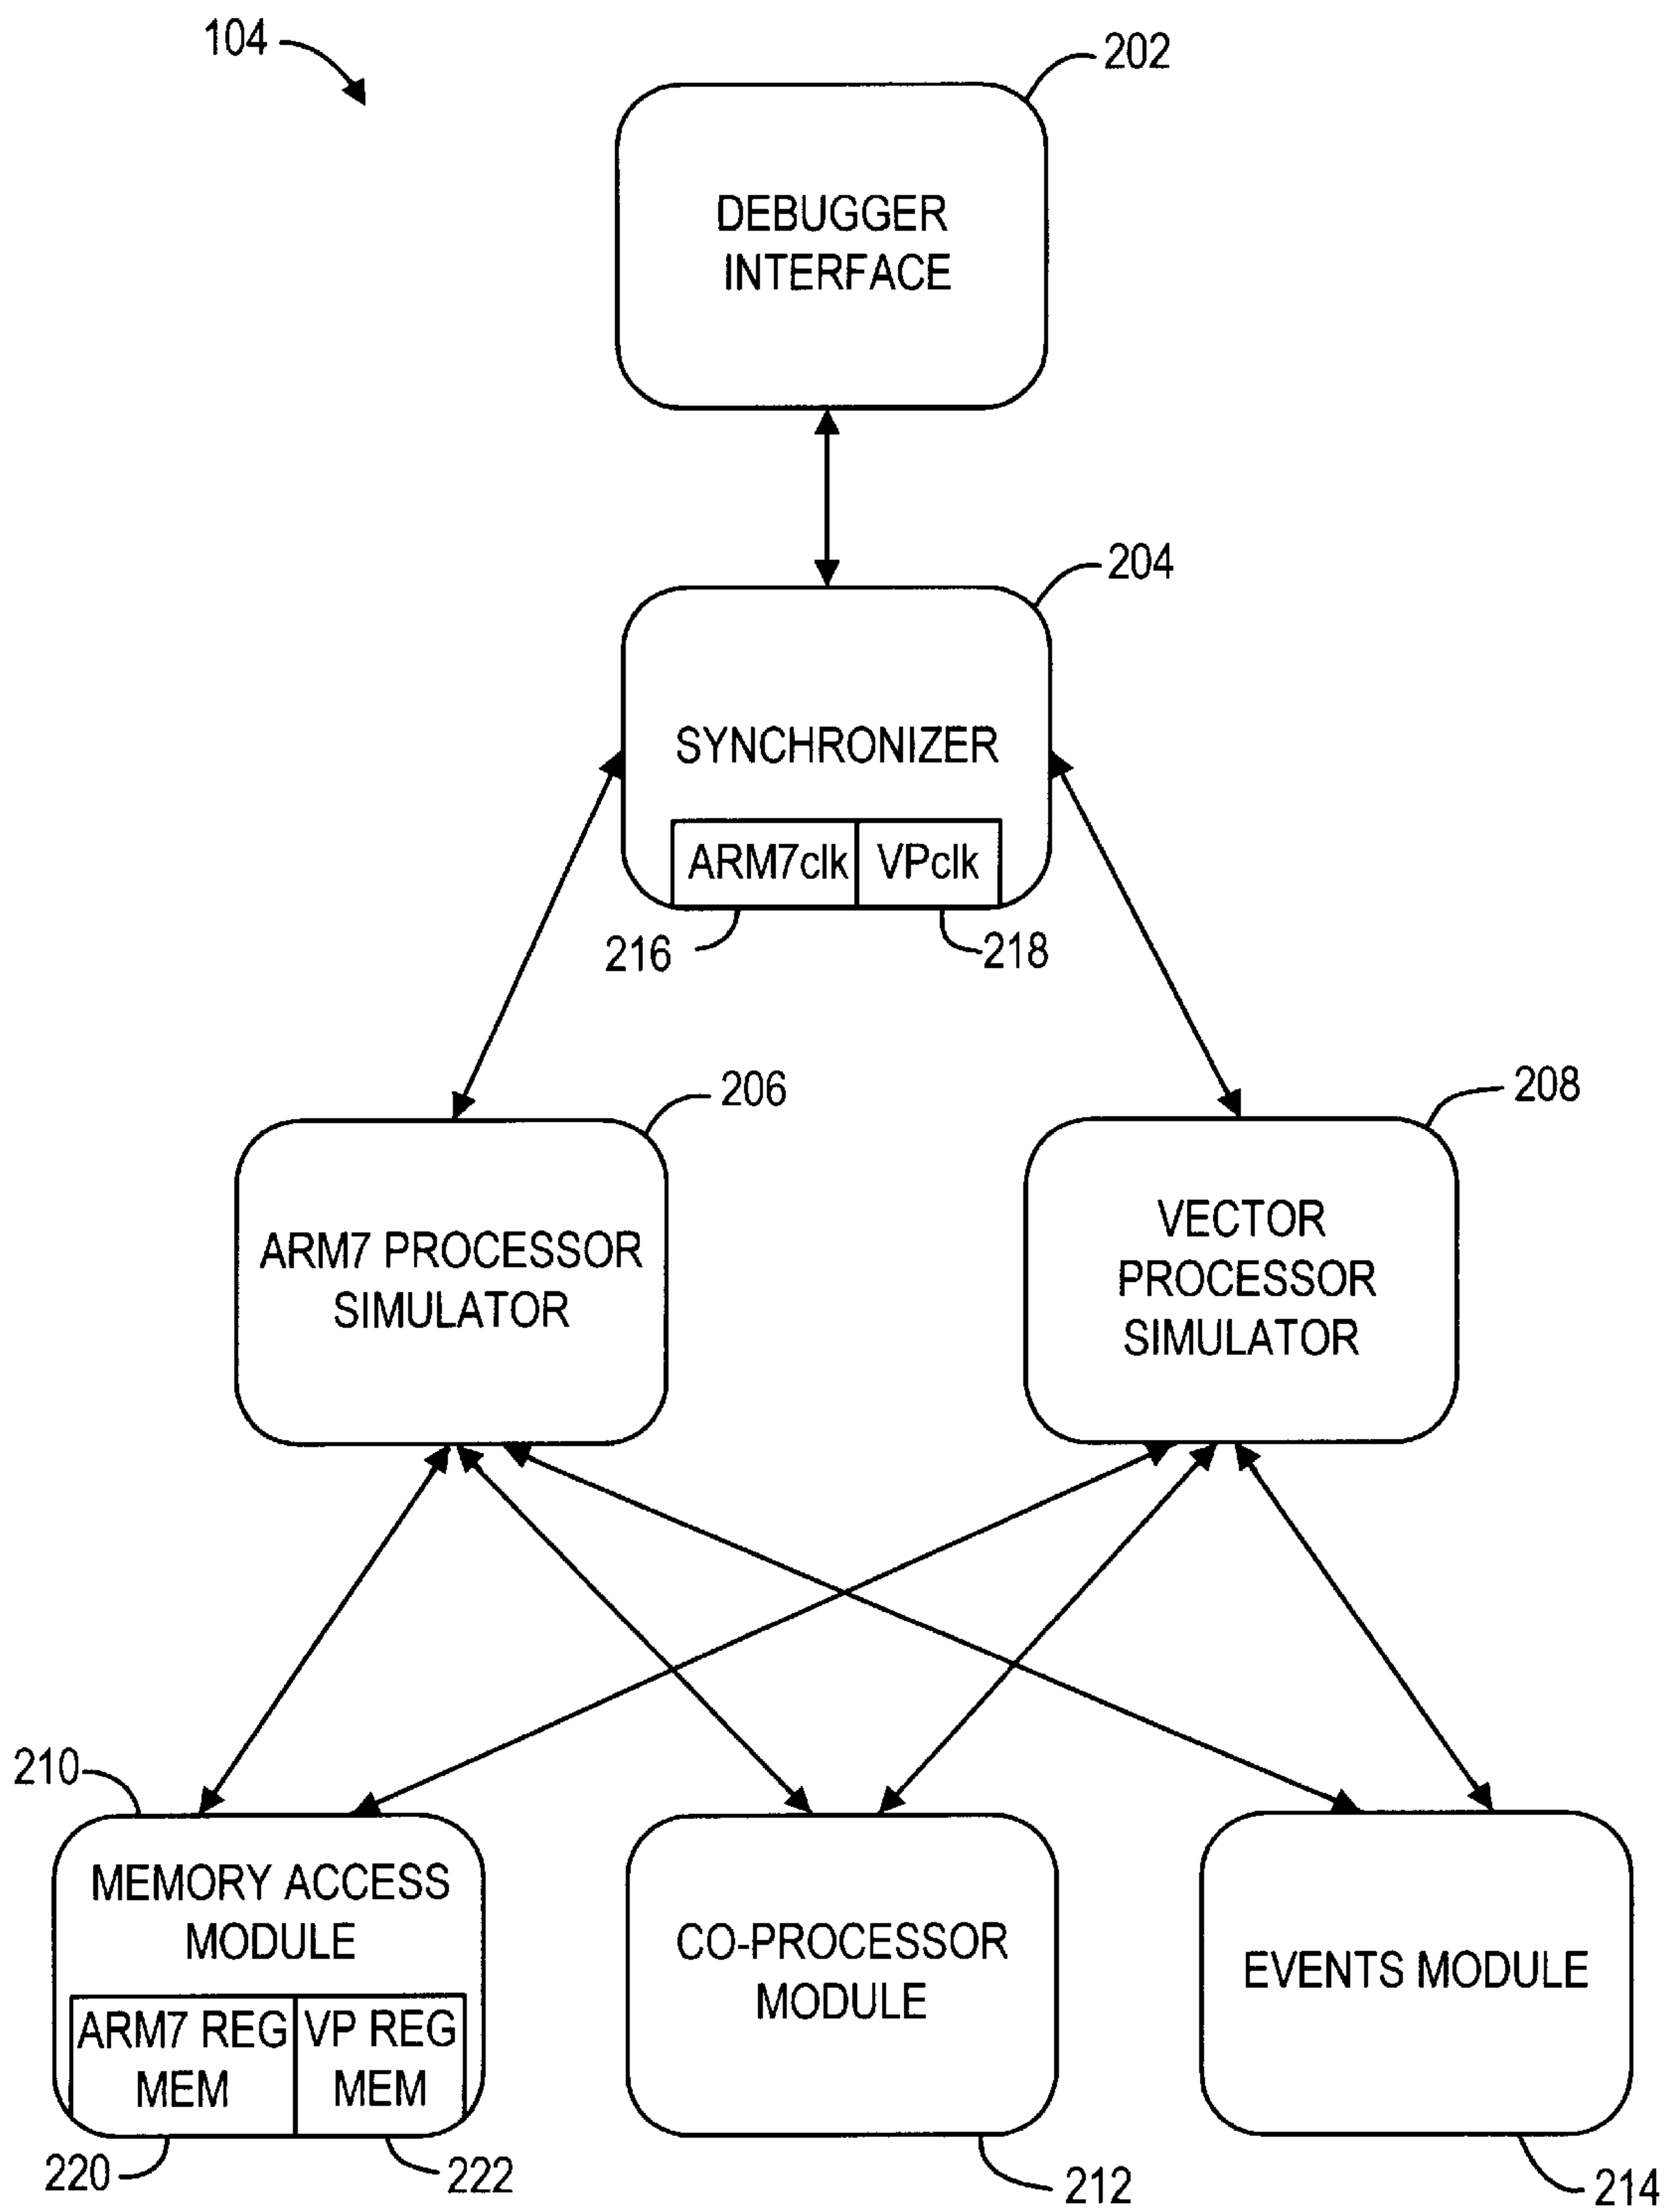 104
202
DEBUGGER
INTERFACE
204
SYNCHRONIZER
ARM7clk VPclk
216 218
206
208
ARM7 PROCESSOR
SIMULATOR
VECTOR
PROCESSOR
SIMULATOR
210
MEMORY ACCESS
MODULE
ARM7 REG
MEM
VP REG
MEM
220
222
CO-PROCESSOR
MODULE
212
EVENTS MODULE
214